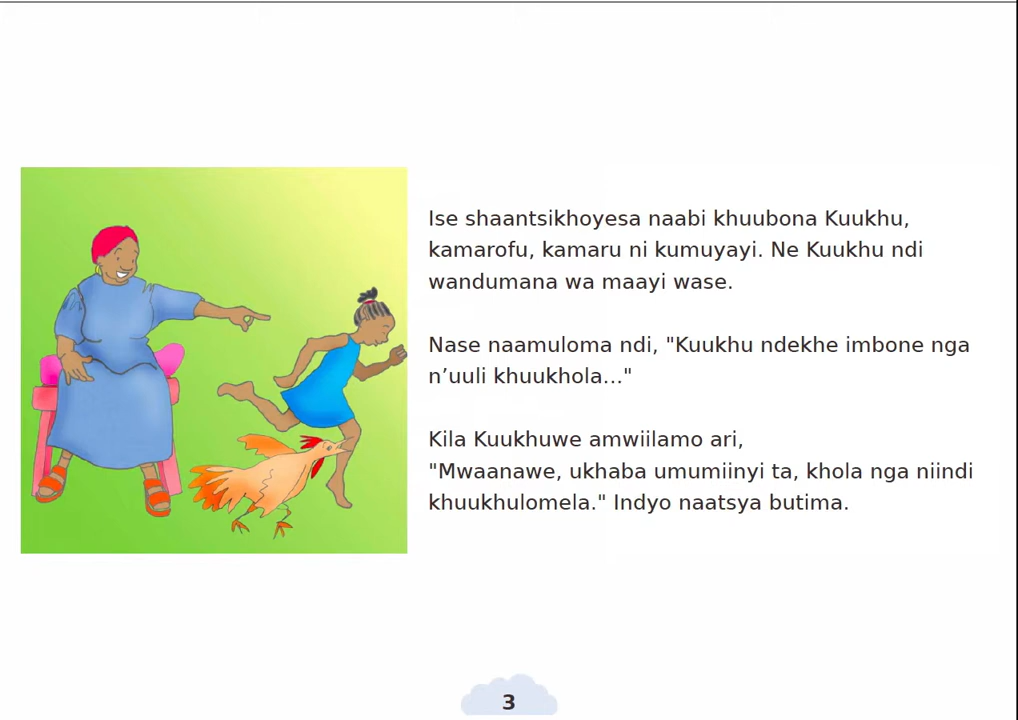 Ise shaantsikhoyesa naabi khuubona Kuukhu,
kamarofu, kamaru ni kumuyayi. Ne Kuukhu ndi
wandumana wa maayi wase.
Nase naamuloma ndi, "Kuukhu ndekhe imbone nga
n’uuli khuukhola..."
Kila Kuukhuwe amwiilamo ari,
"Mwaanawe, ukhaba umumiinyi ta, khola nga niindi
khuukhulomela." Indyo naatsya butima.
3